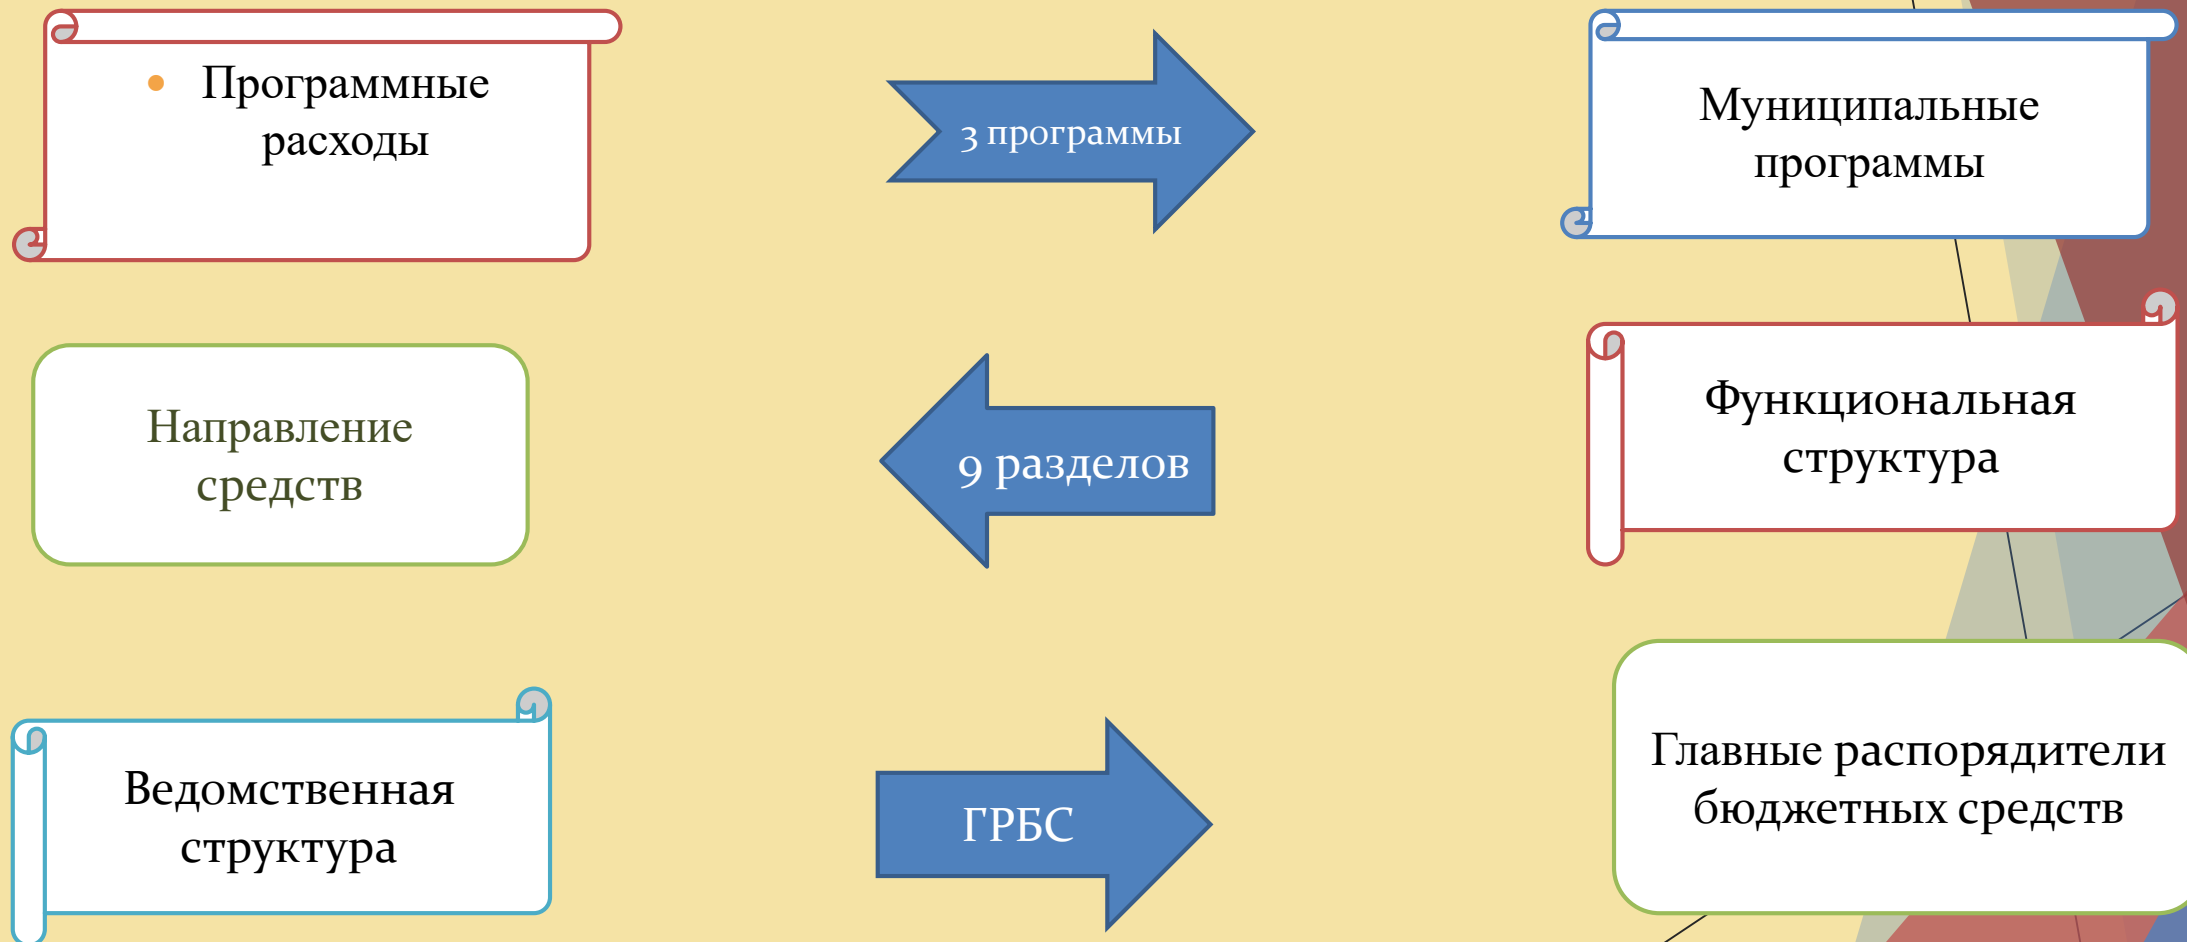 • Программные
расходы
3 программы
Муниципальные
программы
Направление
средств
9 разделов
Функциональная
структура
Ведомственная
структура
ГРБС
Главные распорядители
бюджетных средств